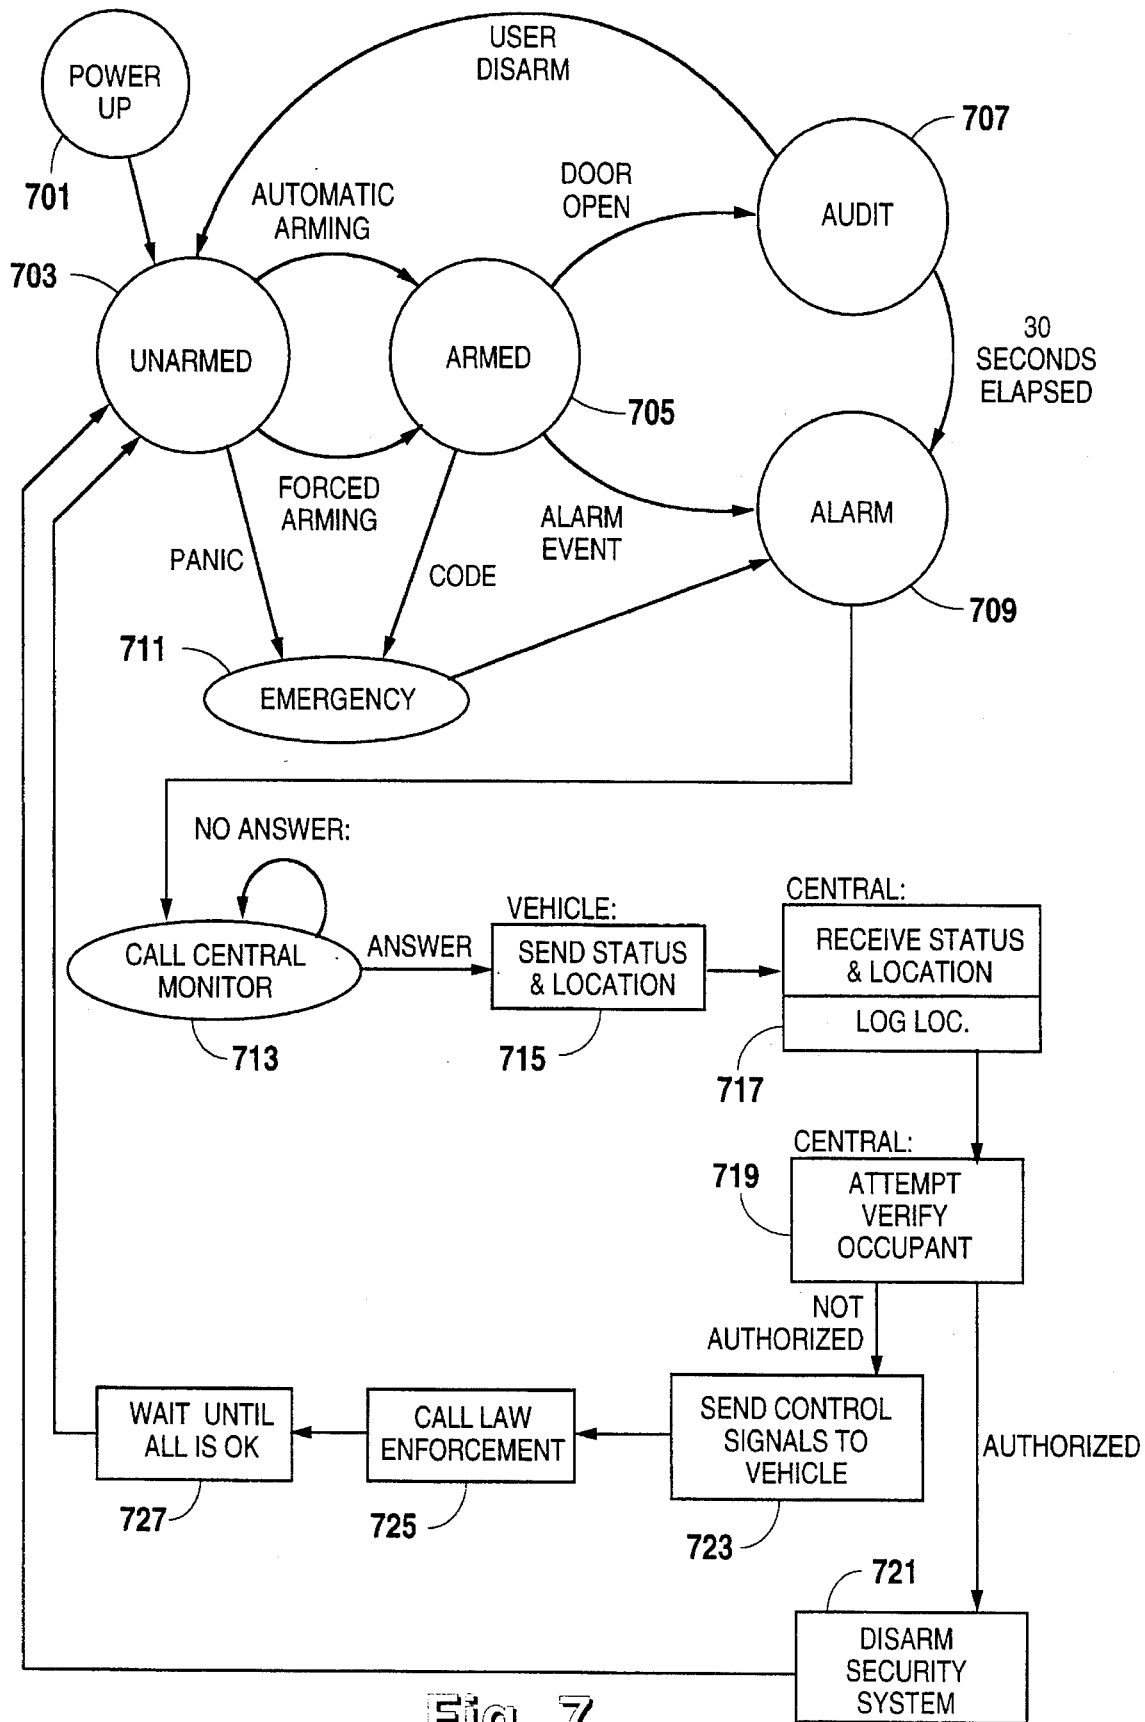 POWER
UP
701
USER
DISARM
707
AUDIT
DOOR
OPEN
AUTOMATIC
ARMING
703
UNARMED
ARMED
705
30
SECONDS
ELAPSED
FORCED
ARMING
ALARM
EVENT
ALARM
709
PANIC
CODE
711
EMERGENCY
NO ANSWER:
CALL CENTRAL
MONITOR
713
ANSWER
VEHICLE:
SEND STATUS
& LOCATION
715
CENTRAL:
RECEIVE STATUS
& LOCATION
LOG LOC.
717
CENTRAL:
719
ATTEMPT
VERIFY
OCCUPANT
NOT
AUTHORIZED
AUTHORIZED
SEND CONTROL
SIGNALS TO
VEHICLE
723
CALL LAW
ENFORCEMENT
725
WAIT UNTIL
ALL IS OK
727
721
DISARM
SECURITY
SYSTEM
Fig. 7